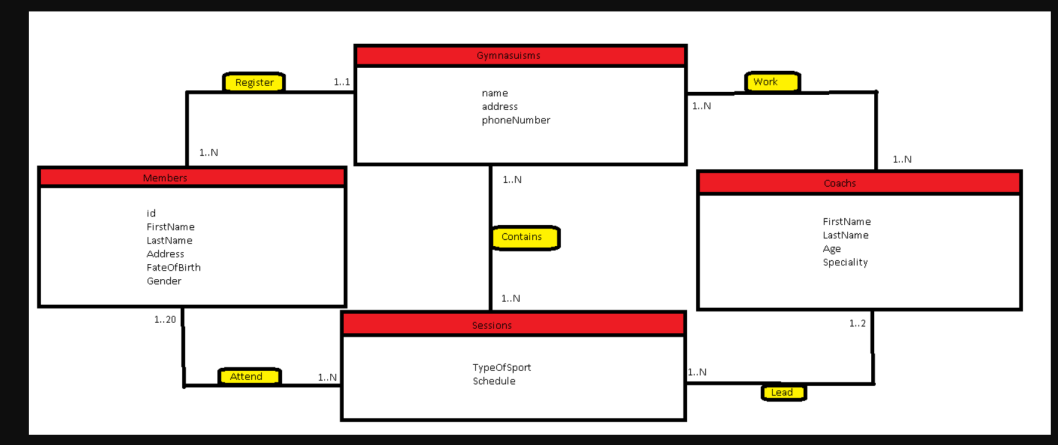 Gymnasuisms
Register
1..1
Work
name
address
phoneNumber
1..N
1..N
1..N
Members
1..N
Coachs
id
FirstName
LastName
Address
FateOfBirth
Gender
FirstName
LastName
Age
Speciality
Contains
1..N
1..20
Sessions
1..2
TypeOfSport
Schedule
Attend
1..N
1..N
Lead